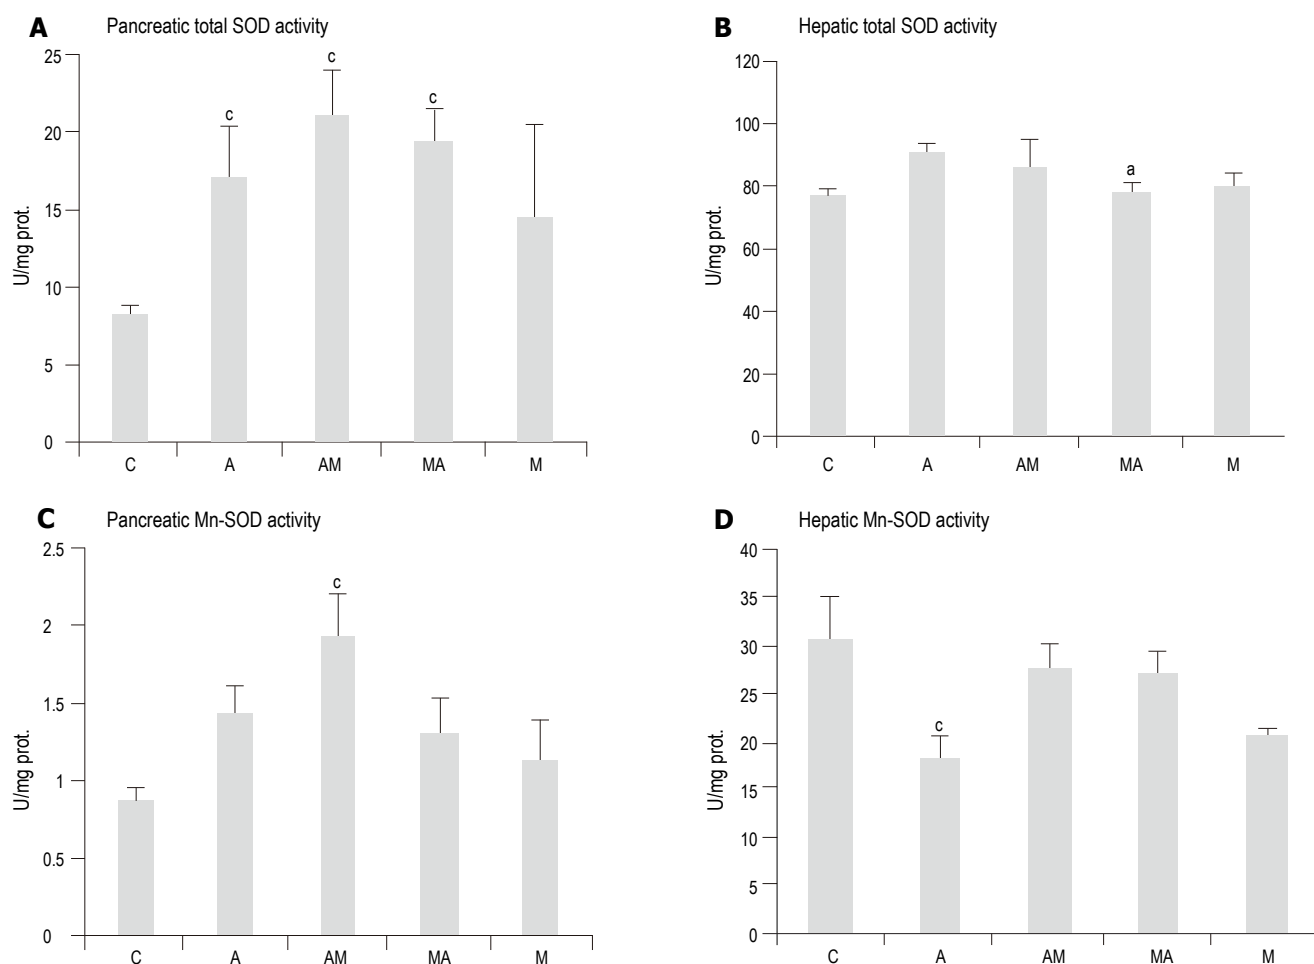 A Pancreatic total SOD activity
25
20
15
10
5
0
U/mg prot.
c
c
c
C A AM MA M
B Hepatic total SOD activity
120
100
80
60
40
20
0
U/mg prot.
a
C A AM MA M
C Pancreatic Mn-SOD activity
2.5
2
1.5
1
0.5
0
U/mg prot.
c
C A AM MA M
D Hepatic Mn-SOD activity
40
35
30
25
20
15
10
5
0
U/mg prot.
c
C A AM MA M